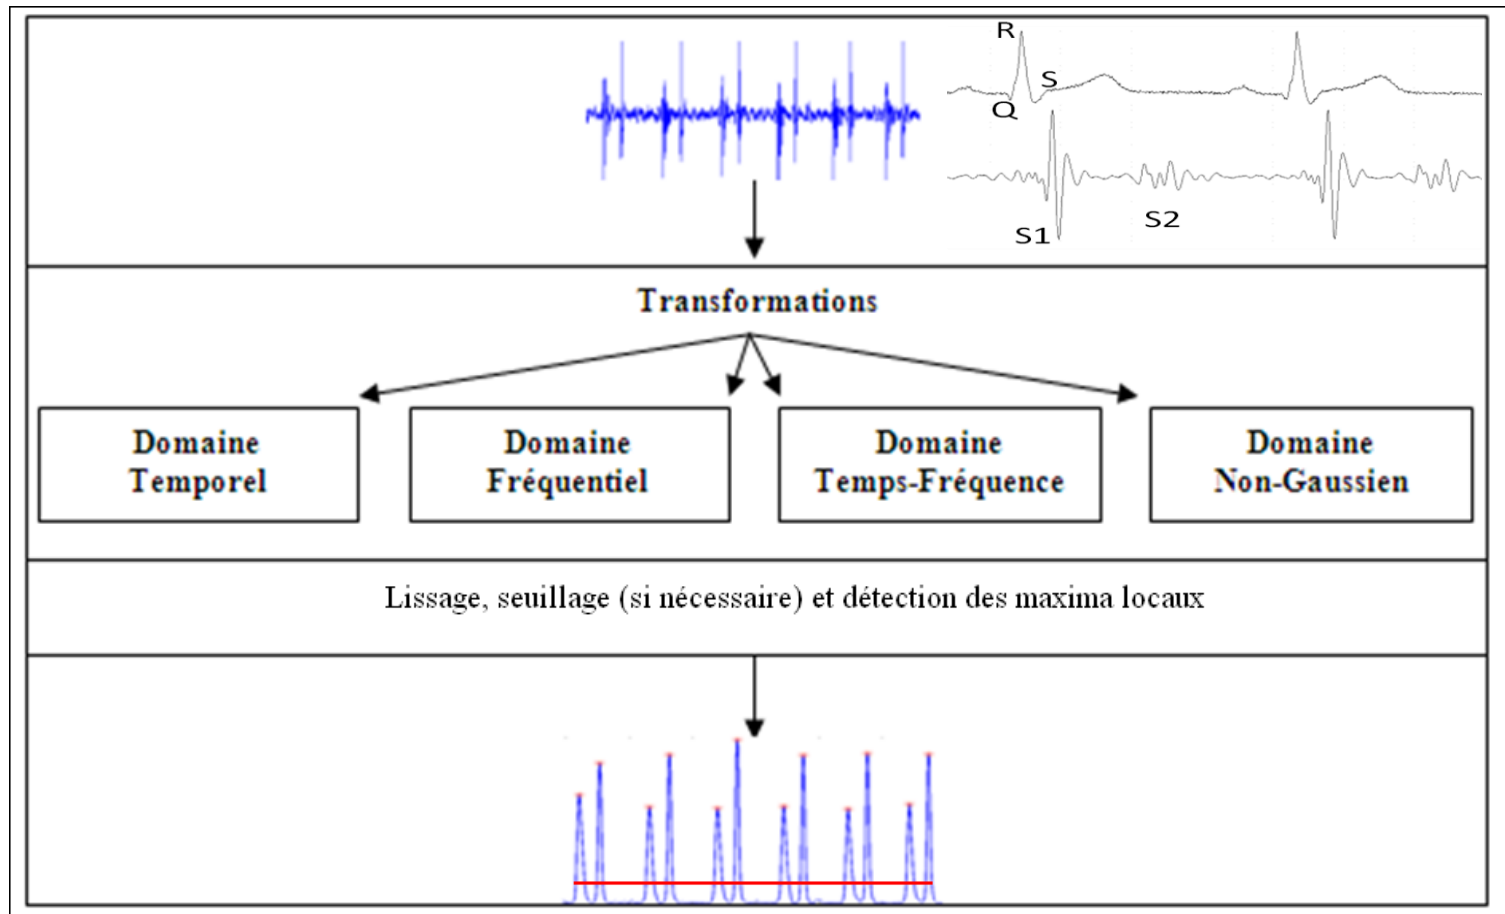 R
S
Q
S1
S2
Transformations
Domaine
Temporel
Domaine
Fréquentiel
Domaine
Temps-Fréquence
Domaine
Non-Gaussien
Lissage, seuillage (si nécessaire) et détection des maxima locaux